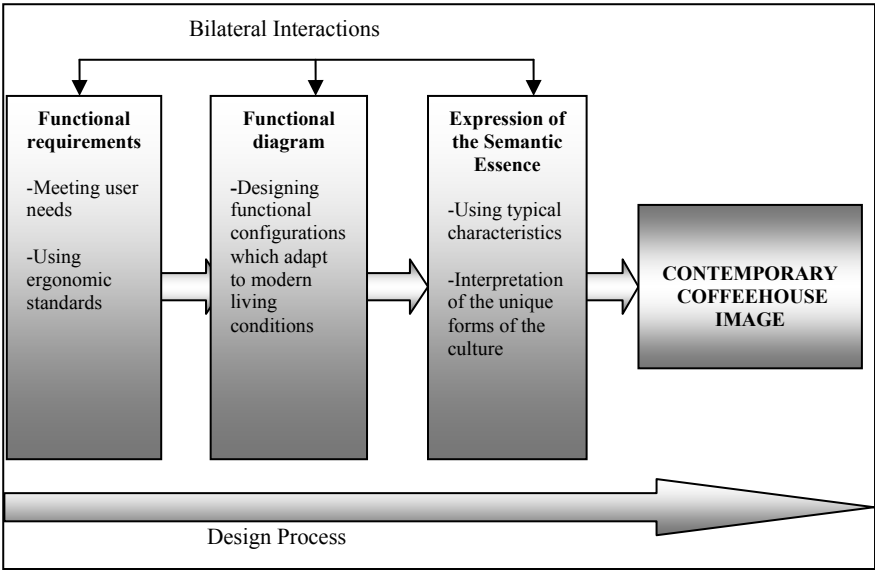 Bilateral Interactions
Functional
requirements
-Meeting user
needs
-Using
ergonomic
standards
Functional
diagram
-Designing
functional
configurations
which adapt
to modern
living
conditions
Expression of
the Semantic
Essence
-Using typical
characteristics
-Interpretation
of the unique
forms of the
culture
CONTEMPORARY
COFFEEHOUSE
IMAGE
Design Process